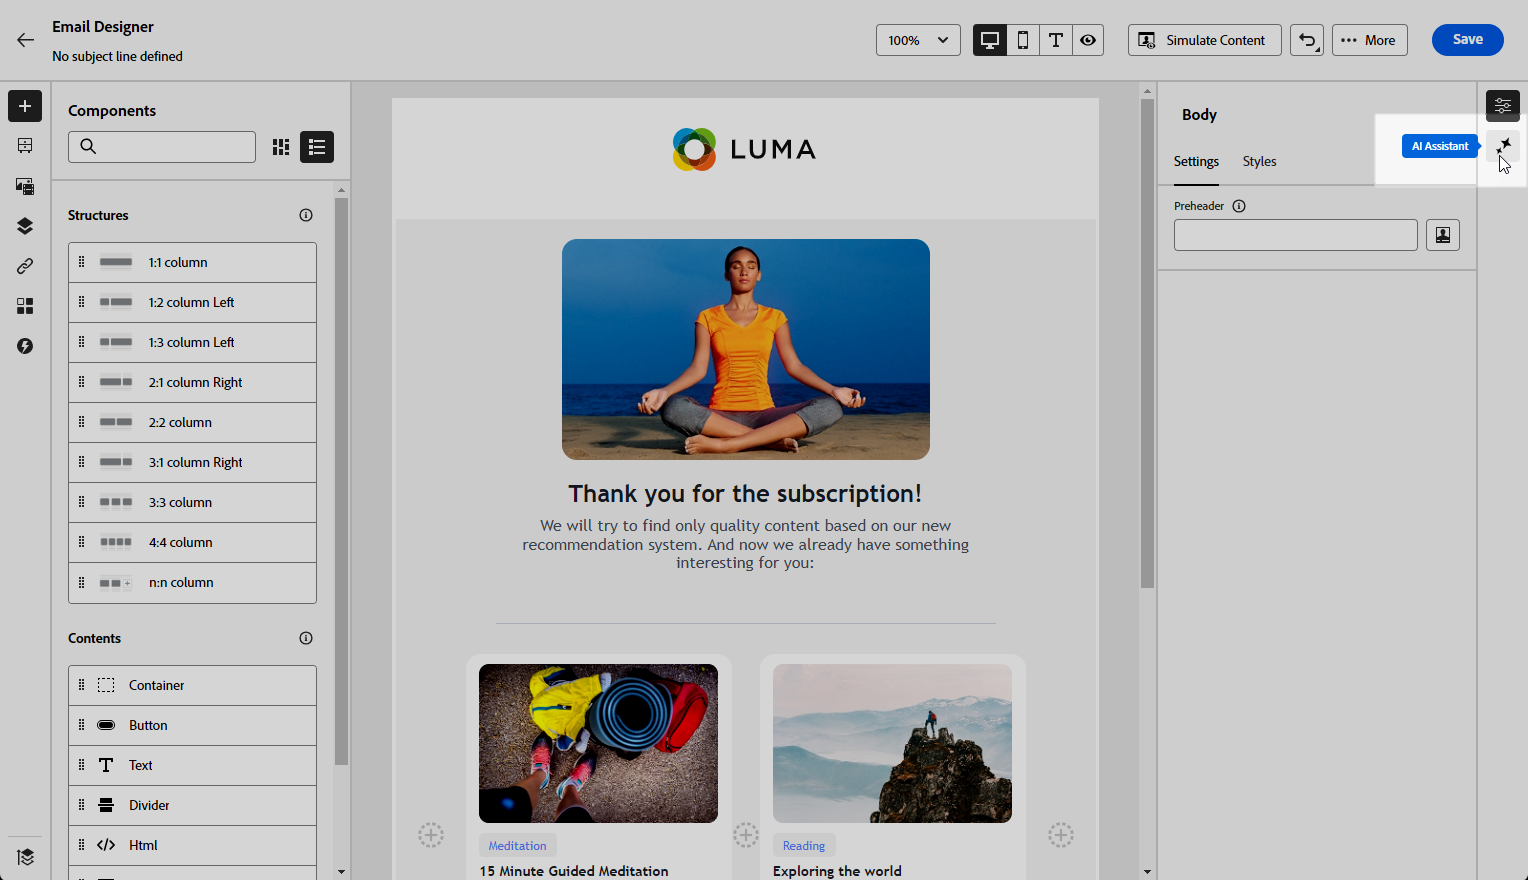 Email Designer
No subject line defined
100%
Simulate Content
More
Save
Components
Structures
1:1 column
1:2 column Left
1:3 column Left
2:1 column Right
2:2 column
3:1 column Right
3:3 column
4:4 column
n:n column
Contents
Container
Button
Text
Divider
Html
LUMA
Thank you for the subscription!
We will try to find only quality content based on our new
recommendation system. And now we already have something
interesting for you:
Meditation
15 Minute Guided Meditation
Reading
Exploring the world
Body
AI Assistant
Settings
Styles
Preheader